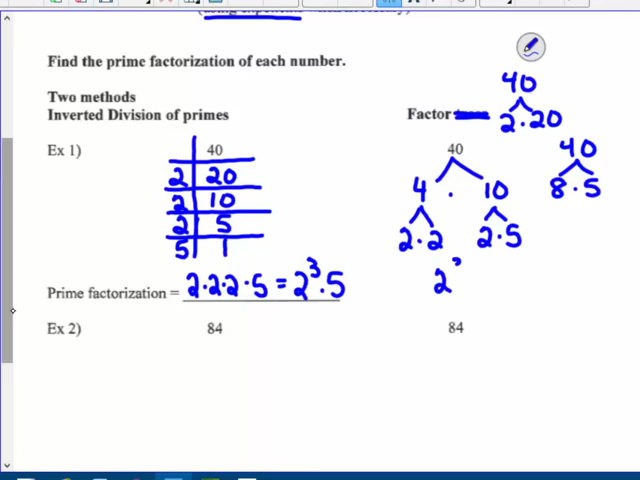 Find the prime factorization of each number.
40
Two methods
Inverted Division of primes
Factor
2·20
Ex 1)
40
40
40
2 20
4 · 10
8·5
2 10
2 5
2·2 2·5
5 1
Prime factorization = 2·2·2·5 = 2³·5
2
Ex 2)
84
84